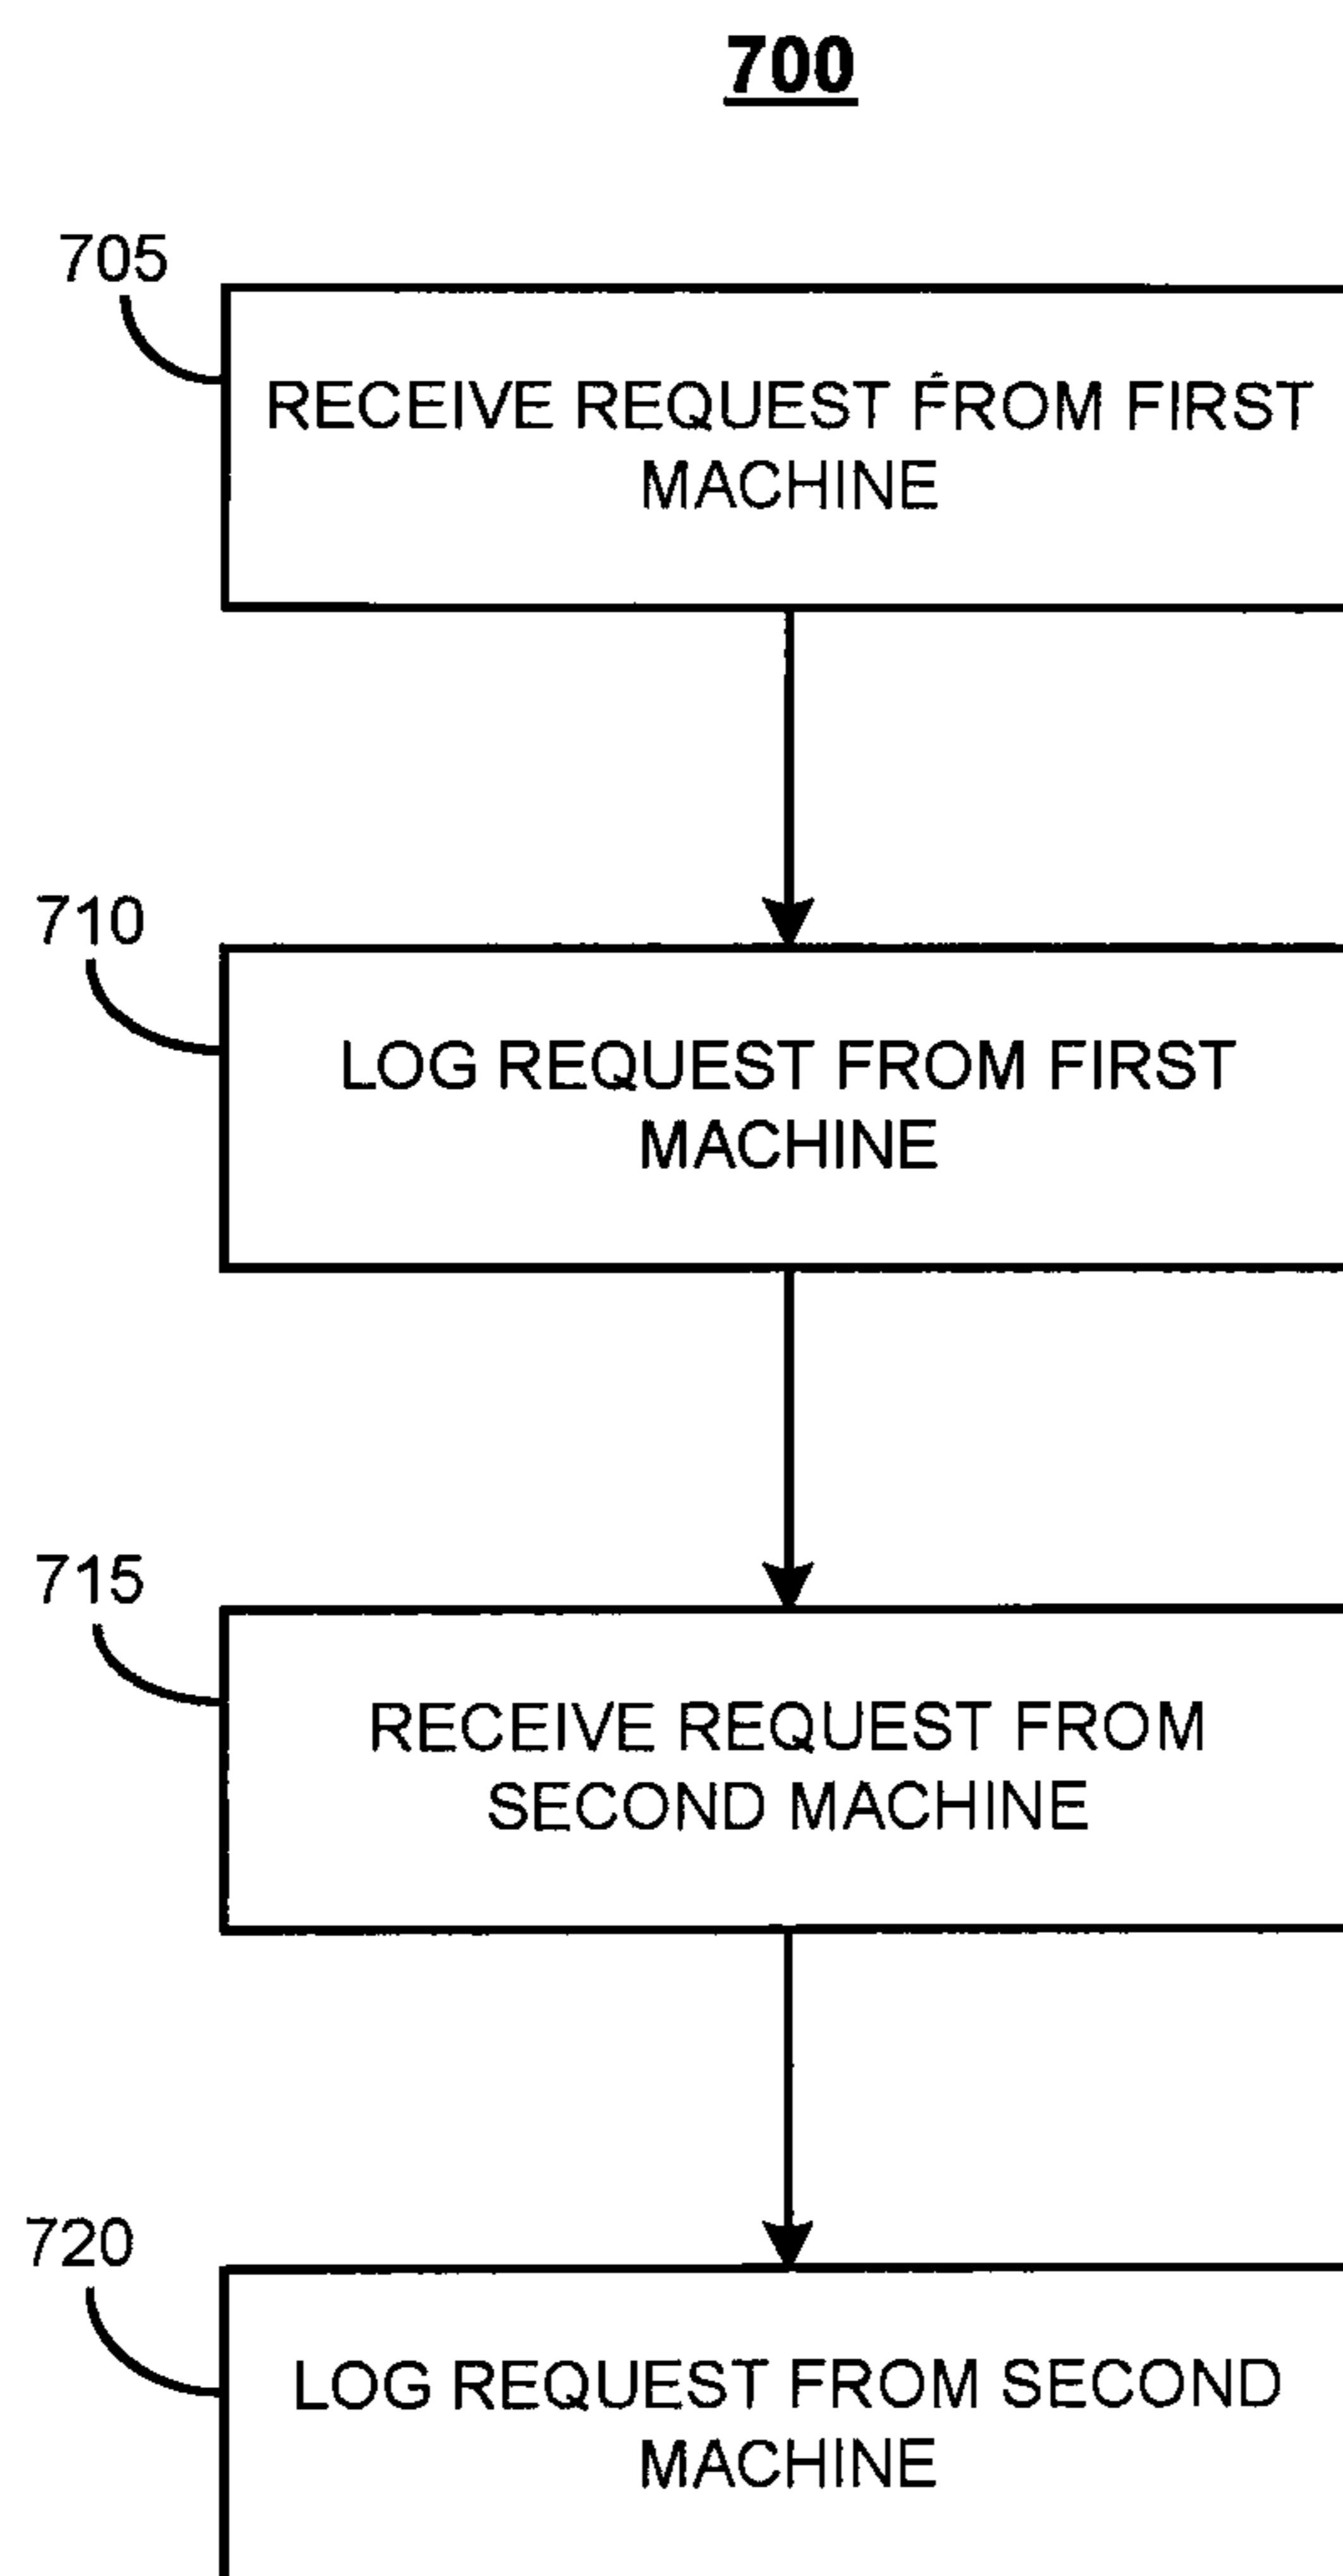 700
705
RECEIVE REQUEST FROM FIRST
MACHINE
710
LOG REQUEST FROM FIRST
MACHINE
715
RECEIVE REQUEST FROM
SECOND MACHINE
720
LOG REQUEST FROM SECOND
MACHINE